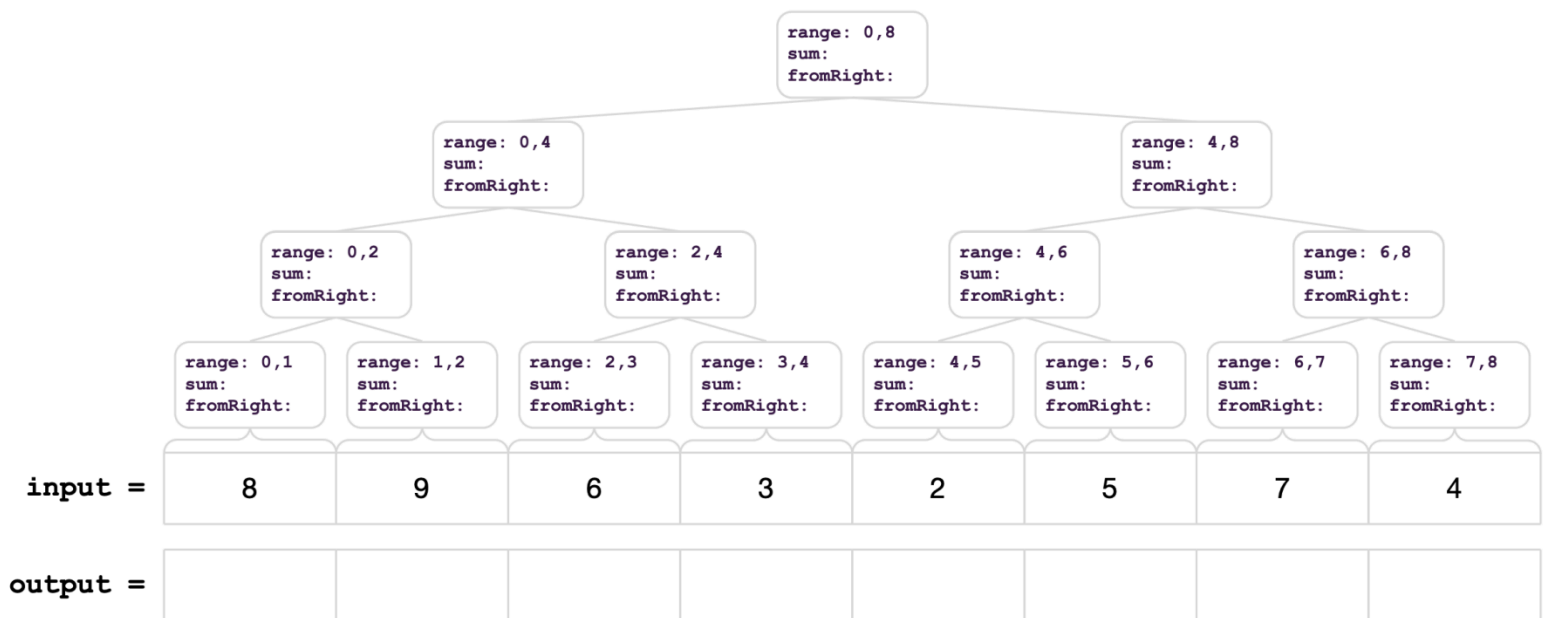 range: 0,8
sum:
fromRight:
range: 0,4
sum:
fromRight:
range: 4,8
sum:
fromRight:
range: 0,2
sum:
fromRight:
range: 2,4
sum:
fromRight:
range: 4,6
sum:
fromRight:
range: 6,8
sum:
fromRight:
range: 0,1
sum:
fromRight:
range: 1,2
sum:
fromRight:
range: 2,3
sum:
fromRight:
range: 3,4
sum:
fromRight:
range: 4,5
sum:
fromRight:
range: 5,6
sum:
fromRight:
range: 6,7
sum:
fromRight:
range: 7,8
sum:
fromRight:
input = 8 9 6 3 2 5 7 4
output =